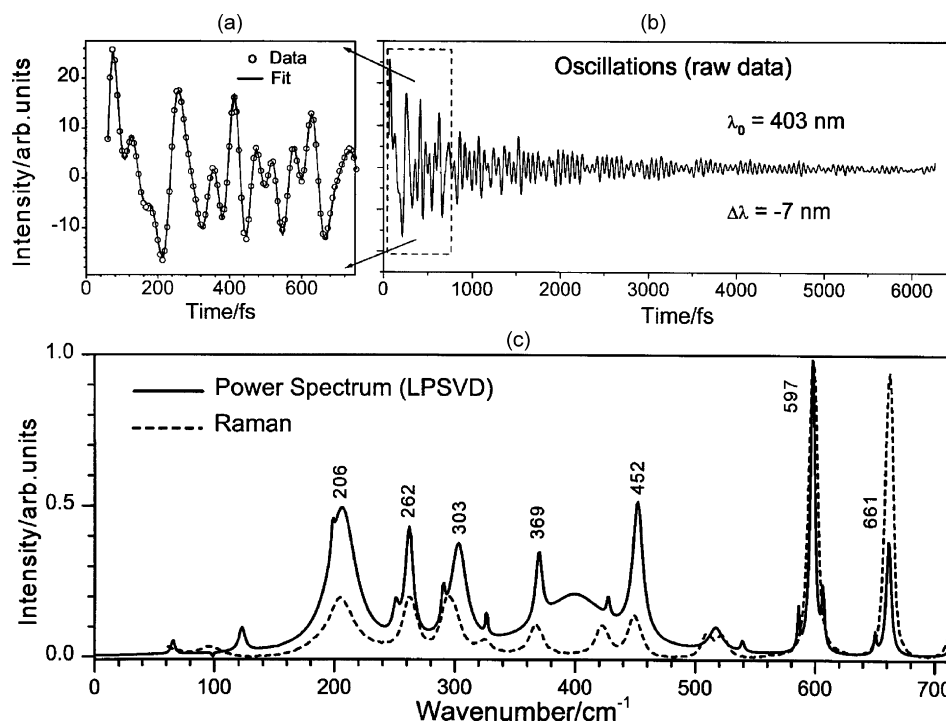 (a)
(b)
Intensity/arb.units
20
10
0
-10
Data
Fit
0 200 400 600
Time/fs
Oscillations (raw data)
λ0 = 403 nm
Δλ = -7 nm
0 1000 2000 3000 4000 5000 6000
Time/fs
(c)
Intensity/arb.units
1.0
0.5
0.0
Power Spectrum (LPSVD)
Raman
206
262
303
369
452
597
661
0 100 200 300 400 500 600 700
Wavenumber/cm-1